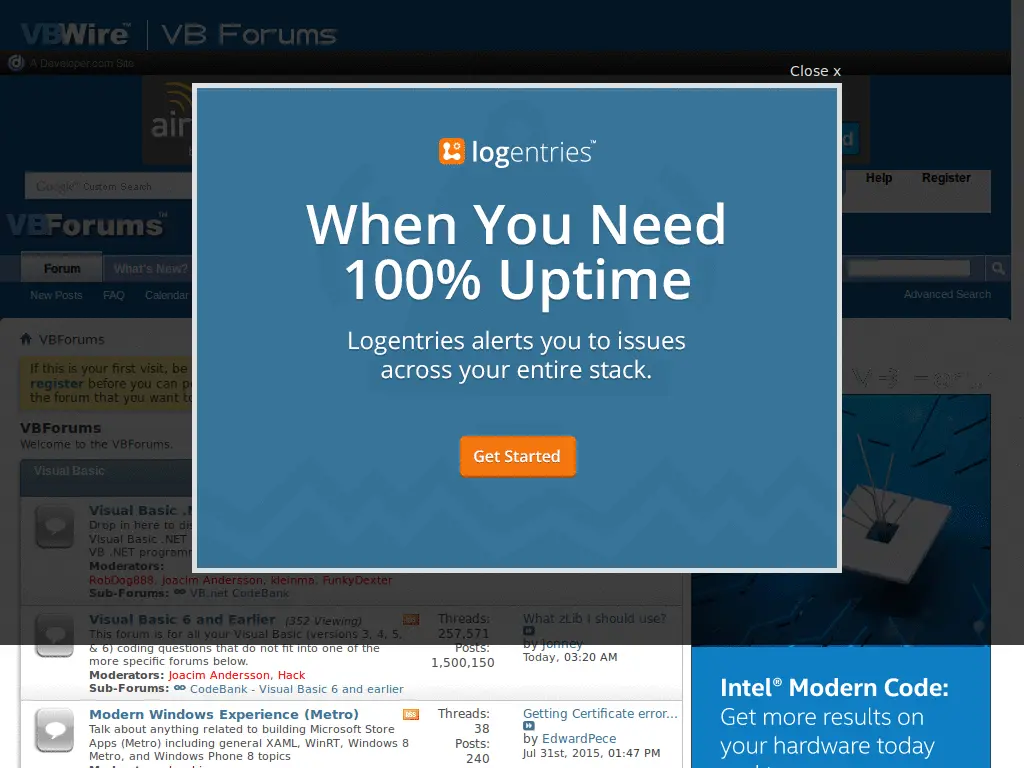 VBWire™ | VB Forums
A Developer.com Site
Close x
air
d
Google™ Custom Search
Help
Register
VBForums™
Forum
What's New?
New Posts
FAQ
Calendar
Advanced Search
logentries™
When You Need
100% Uptime
Logentries alerts you to issues
across your entire stack.
Get Started
VBForums
If this is your first visit, be
register before you can
the forum that you want to
VBForums
Welcome to the VBForums.
Visual Basic
Visual Basic .N
Drop in here to
Visual Basic .NET
VB .NET programm
Moderators:
RobDog888, Joacim Andersson, kleinma, FunkyDexter
Sub-Forums: VB.net CodeBank
Visual Basic 6 and Earlier (352 Viewing)
This forum is for all your Visual Basic (versions 3, 4, 5,
& 6) coding questions that do not fit into one of the
more specific forums below.
Moderators: Joacim Andersson, Hack
Sub-Forums: CodeBank - Visual Basic 6 and earlier
Threads:
257,571
Posts:
1,500,150
What zLib I should use?
by Jonney
Today, 03:20 AM
Modern Windows Experience (Metro)
Talk about anything related to building Microsoft Store
Apps (Metro) including general XAML, WinRT, Windows 8
Metro, and Windows Phone 8 topics
Threads:
38
Posts:
240
Getting Certificate error...
by EdwardPece
Jul 31st, 2015, 01:47 PM
Intel® Modern Code:
Get more results on
your hardware today